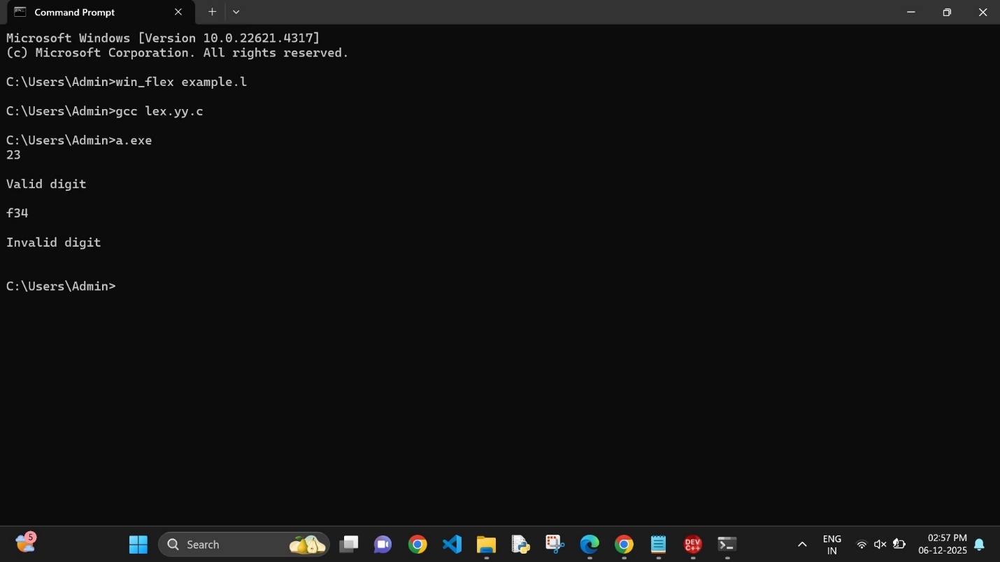 Command Prompt
Microsoft Windows [Version 10.0.22621.4317]
(c) Microsoft Corporation. All rights reserved.
C:\Users\Admin>win_flex example.l
C:\Users\Admin>gcc lex.yy.c
C:\Users\Admin>a.exe
23
Valid digit
f34
Invalid digit
C:\Users\Admin>
5
Search
DEV
C++
ENG
IN
02:57 PM
06-12-2025